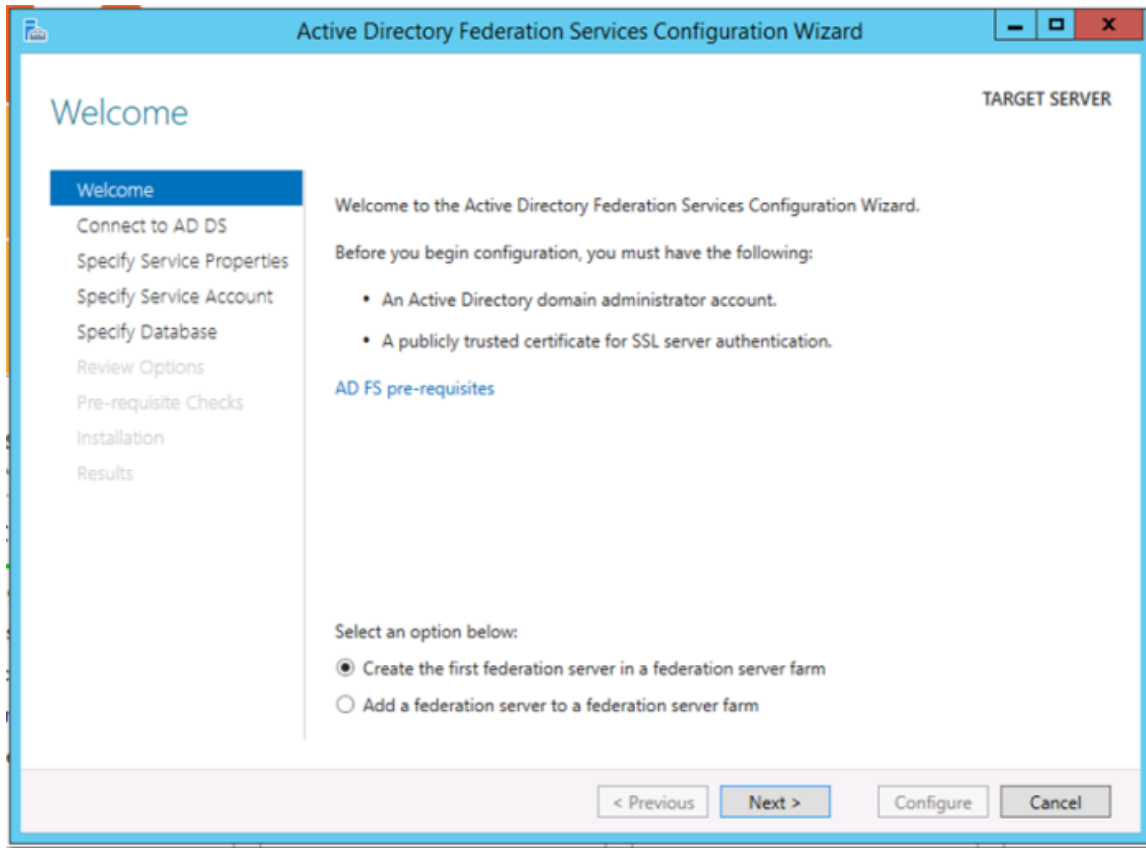 Active Directory Federation Services Configuration Wizard
Welcome
TARGET SERVER
Welcome
Connect to AD DS
Specify Service Properties
Specify Service Account
Specify Database
Review Options
Pre-requisite Checks
Installation
Results
Welcome to the Active Directory Federation Services Configuration Wizard.
Before you begin configuration, you must have the following:
• An Active Directory domain administrator account.
• A publicly trusted certificate for SSL server authentication.
AD FS pre-requisites
Select an option below:
Create the first federation server in a federation server farm
Add a federation server to a federation server farm
< Previous
Next >
Configure
Cancel